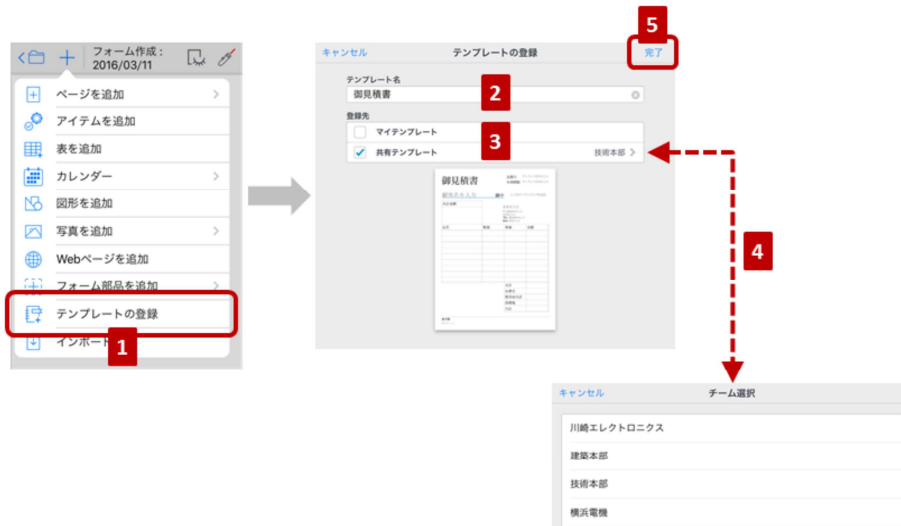 フォーム作成：
2016/03/11
ページを追加
アイテムを追加
表を追加
カレンダー
図形を追加
写真を追加
Webページを追加
フォーム部品を追加
テンプレートの登録
インポート
1
5
キャンセル
テンプレートの登録
完了
テンプレート名
御見積書
2
登録先
マイテンプレート
3
共有テンプレート
技術本部
御見積書
4
キャンセル
チーム選択
川崎エレクトロニクス
建築本部
技術本部
横浜電機